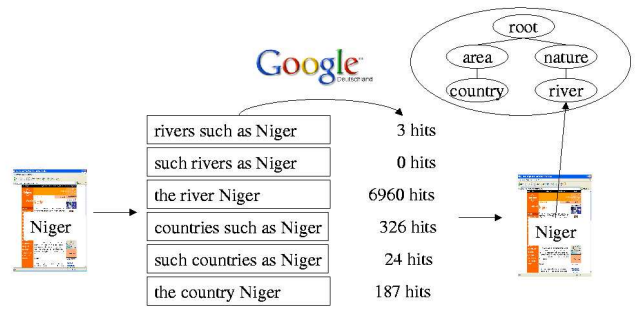 root
area nature
country river
Google
Deutschland
rivers such as Niger 3 hits
such rivers as Niger 0 hits
the river Niger 6960 hits
countries such as Niger 326 hits
such countries as Niger 24 hits
the country Niger 187 hits
Niger
Niger